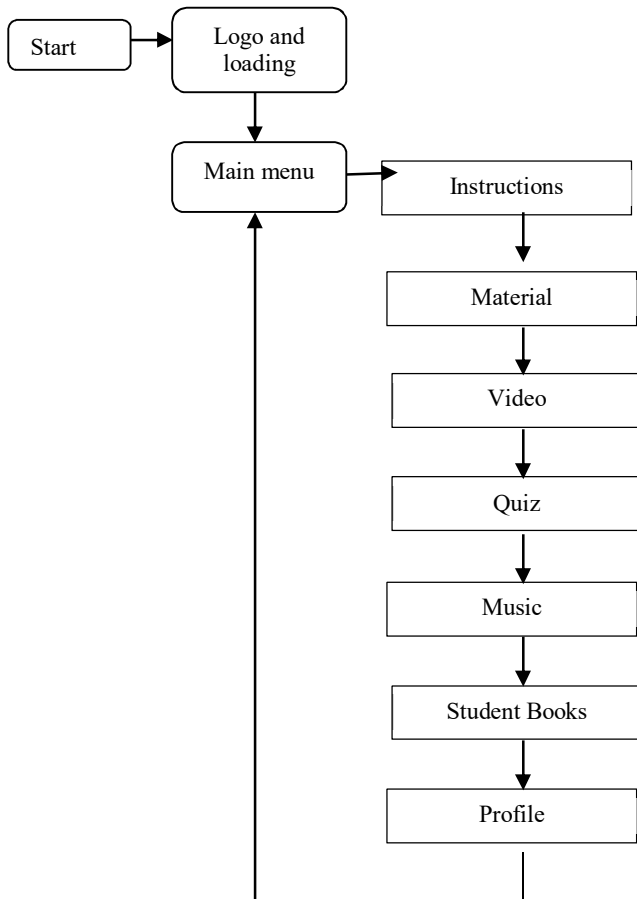 Start
Logo and
loading
Main menu
Instructions
Material
Video
Quiz
Music
Student Books
Profile